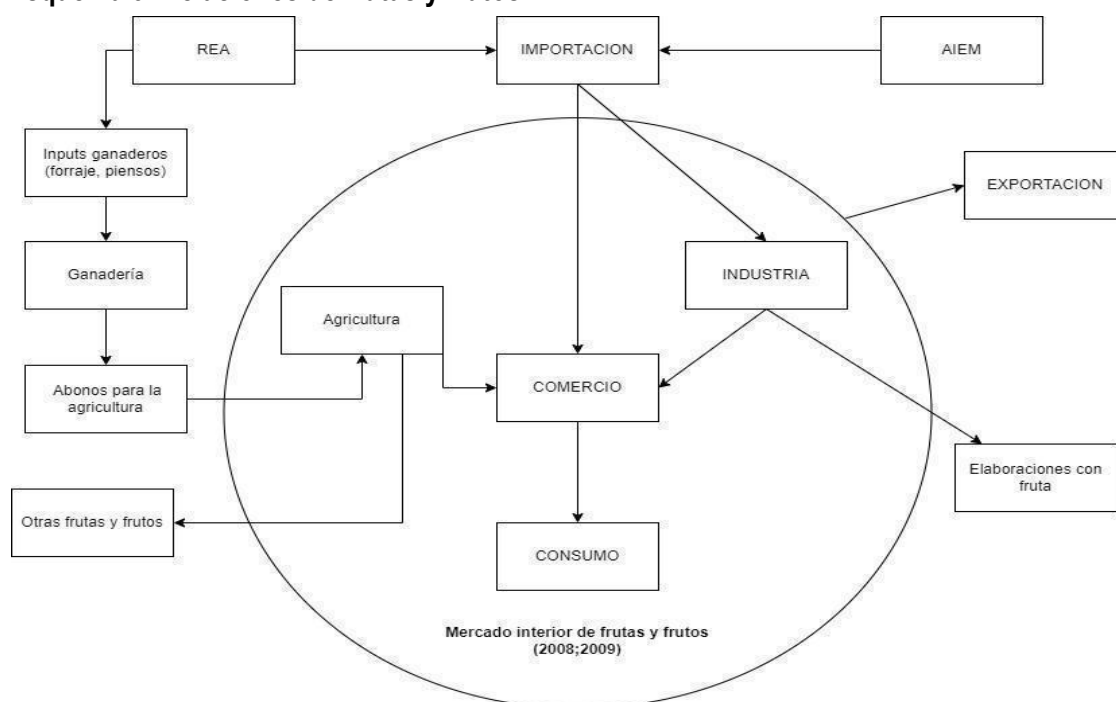 REA
IMPORTACION
AIEM
Inputs ganaderos
(forraje, piensos)
EXPORTACION
Ganadería
INDUSTRIA
Agricultura
Abonos para la
agricultura
COMERCIO
Elaboraciones con
fruta
Otras frutas y frutos
CONSUMO
Mercado interior de frutas y frutos
(2008;2009)